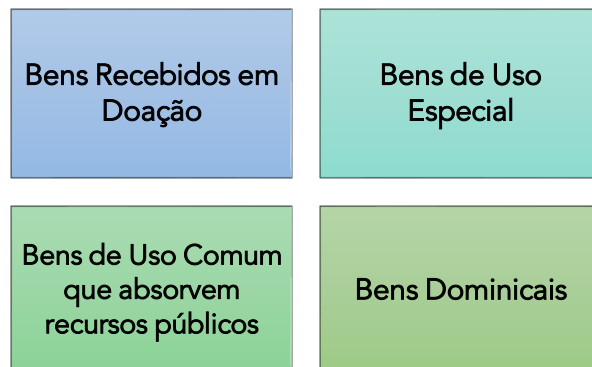 Bens Recebidos em
Doação
Bens de Uso
Especial
Bens de Uso Comum
que absorvem
recursos públicos
Bens Dominicais